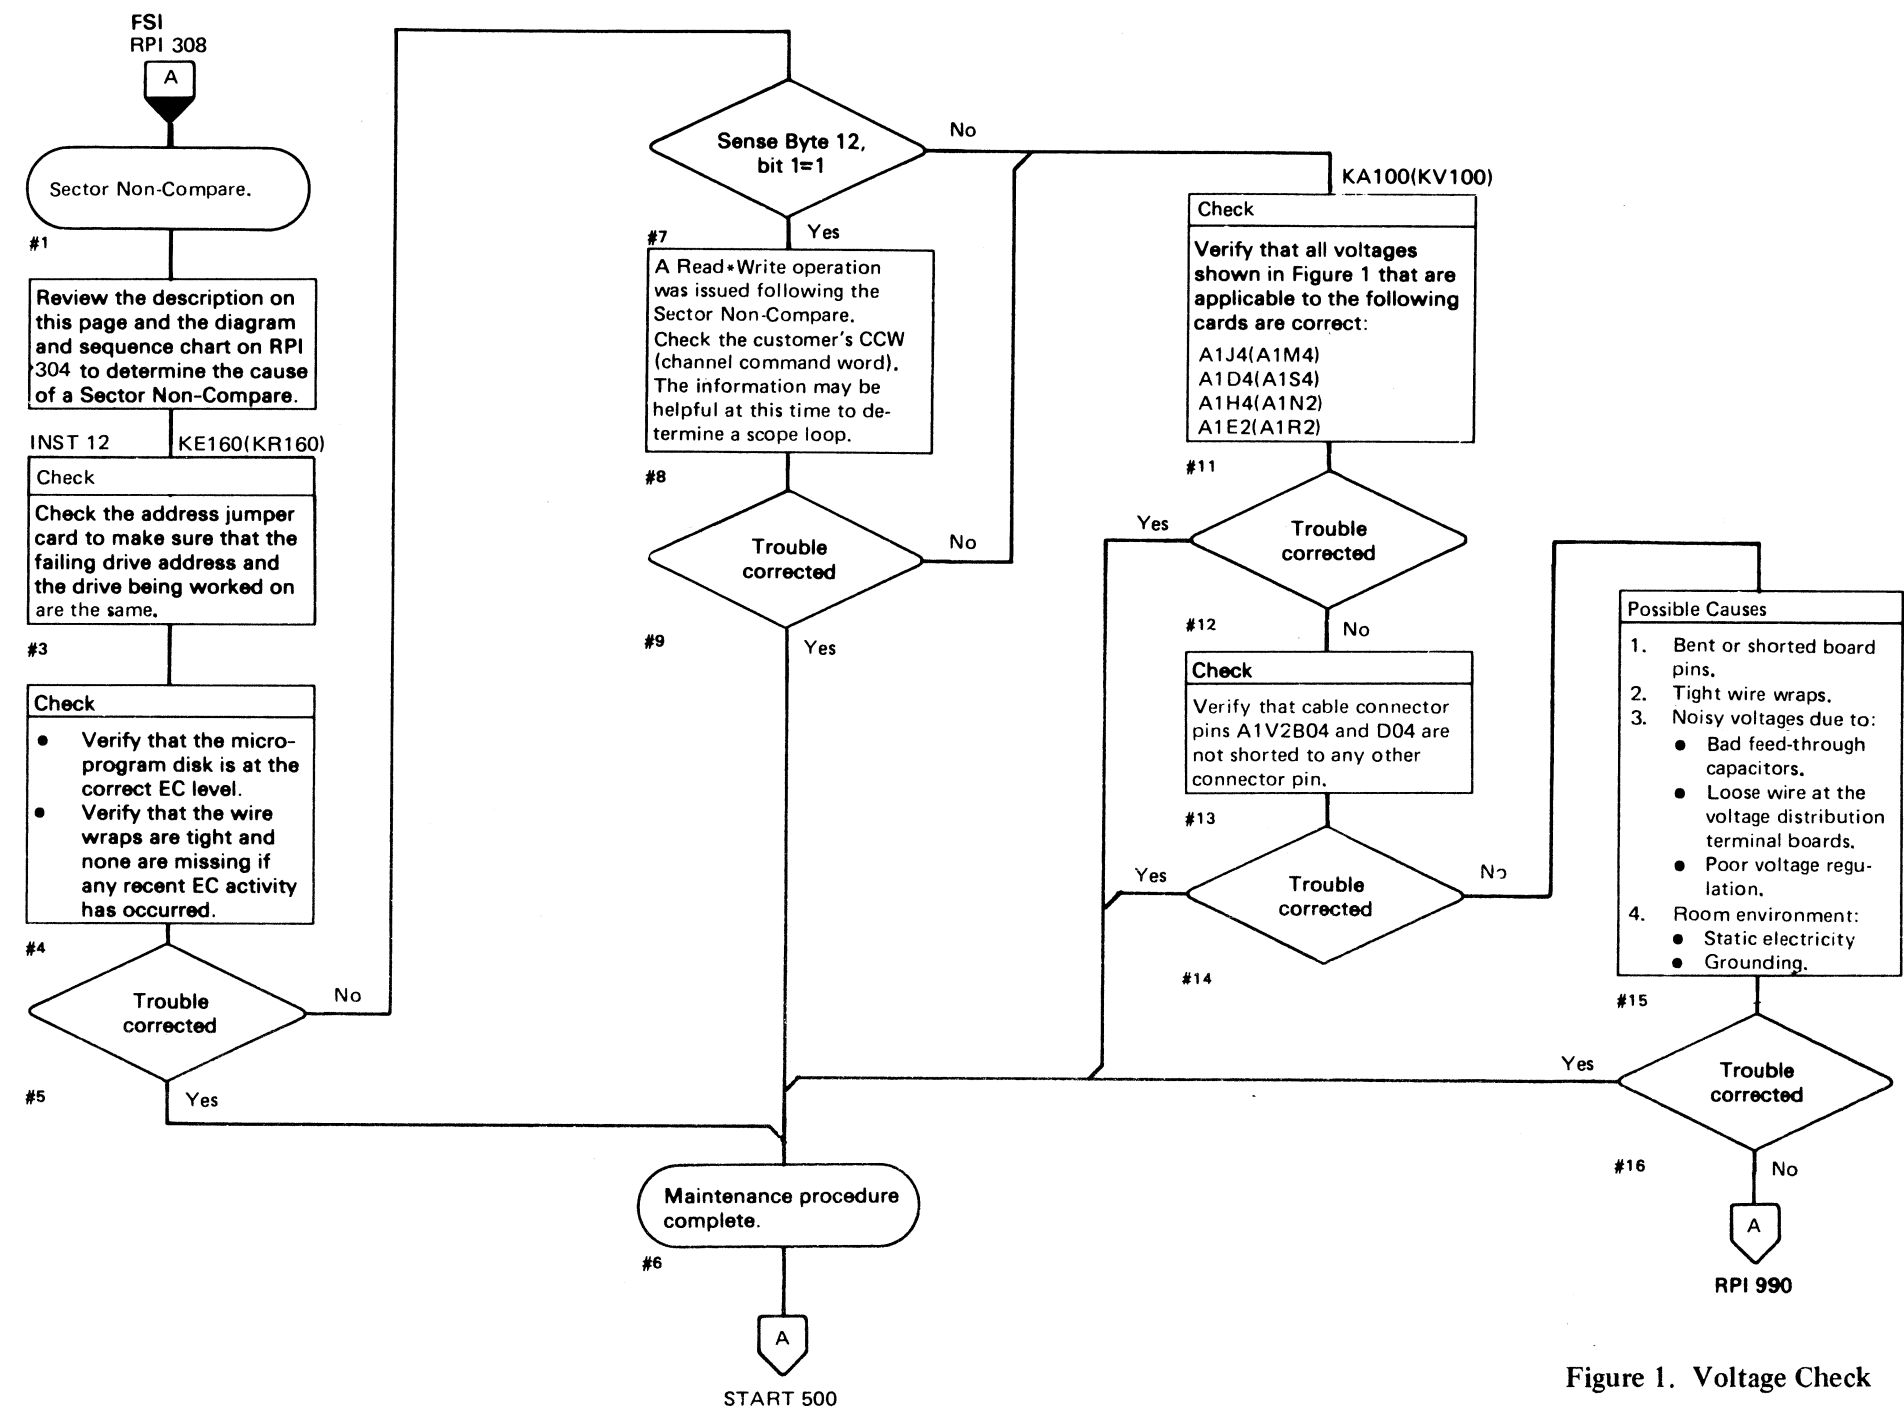 FSI
RPI 308
A
Sector Non-Compare.
#1
Review the description on
this page and the diagram
and sequence chart on RPI
304 to determine the cause
of a Sector Non-Compare.
INST 12
KE160(KR160)
Check
Check the address jumper
card to make sure that the
failing drive address and
the drive being worked on
are the same.
#3
Check
● Verify that the micro-
program disk is at the
correct EC level.
● Verify that the wire
wraps are tight and
none are missing if
any recent EC activity
has occurred.
#4
Trouble
corrected
No
#5
Yes
Sense Byte 12,
bit 1=1
No
#7
Yes
A Read*Write operation
was issued following the
Sector Non-Compare.
Check the customer's CCW
(channel command word).
The information may be
helpful at this time to de-
termine a scope loop.
#8
Trouble
corrected
No
#9
Yes
Maintenance procedure
complete.
#6
A
START 500
KA100(KV100)
Check
Verify that all voltages
shown in Figure 1 that are
applicable to the following
cards are correct:
A1J4(A1M4)
A1D4(A1S4)
A1H4(A1N2)
A1E2(A1R2)
#11
Yes
Trouble
corrected
#12
No
Check
Verify that cable connector
pins A1V2B04 and D04 are
not shorted to any other
connector pin.
#13
Yes
Trouble
corrected
No
#14
Possible Causes
1. Bent or shorted board
pins.
2. Tight wire wraps.
3. Noisy voltages due to:
● Bad feed-through
capacitors.
● Loose wire at the
voltage distribution
terminal boards.
● Poor voltage regu-
lation.
4. Room environment:
● Static electricity
● Grounding.
#15
Yes
Trouble
corrected
#16
No
A
RPI 990
Figure 1. Voltage Check